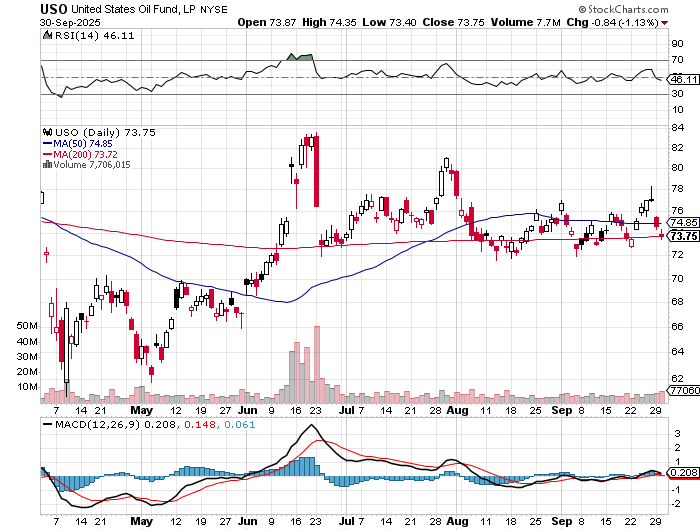 USO United States Oil Fund, LP NYSE © StockCharts.com
30-Sep-2025 Open 73.87 High 74.35 Low 73.40 Close 73.75 Volume 7.7M Chg -0.84 (-1.13%)
RSI(14) 46.11
90
70
50
46.11
30
10
USO (Daily) 73.75
MA(50) 74.85
MA(200) 73.72
Volume 7,706,015
84
82
80
78
76
74.85
73.75
72
70
68
66
64
62
50M
40M
30M
20M
10M
77060
7 14 21 May 12 19 27 Jun 9 16 23 Jul 7 14 21 28 Aug 11 18 25 Sep 8 15 22 29
MACD(12,26,9) 0.208, 0.148, 0.061
3
2
1
0.208
-1
-2
7 14 21 May 12 19 27 Jun 9 16 23 Jul 7 14 21 28 Aug 11 18 25 Sep 8 15 22 29